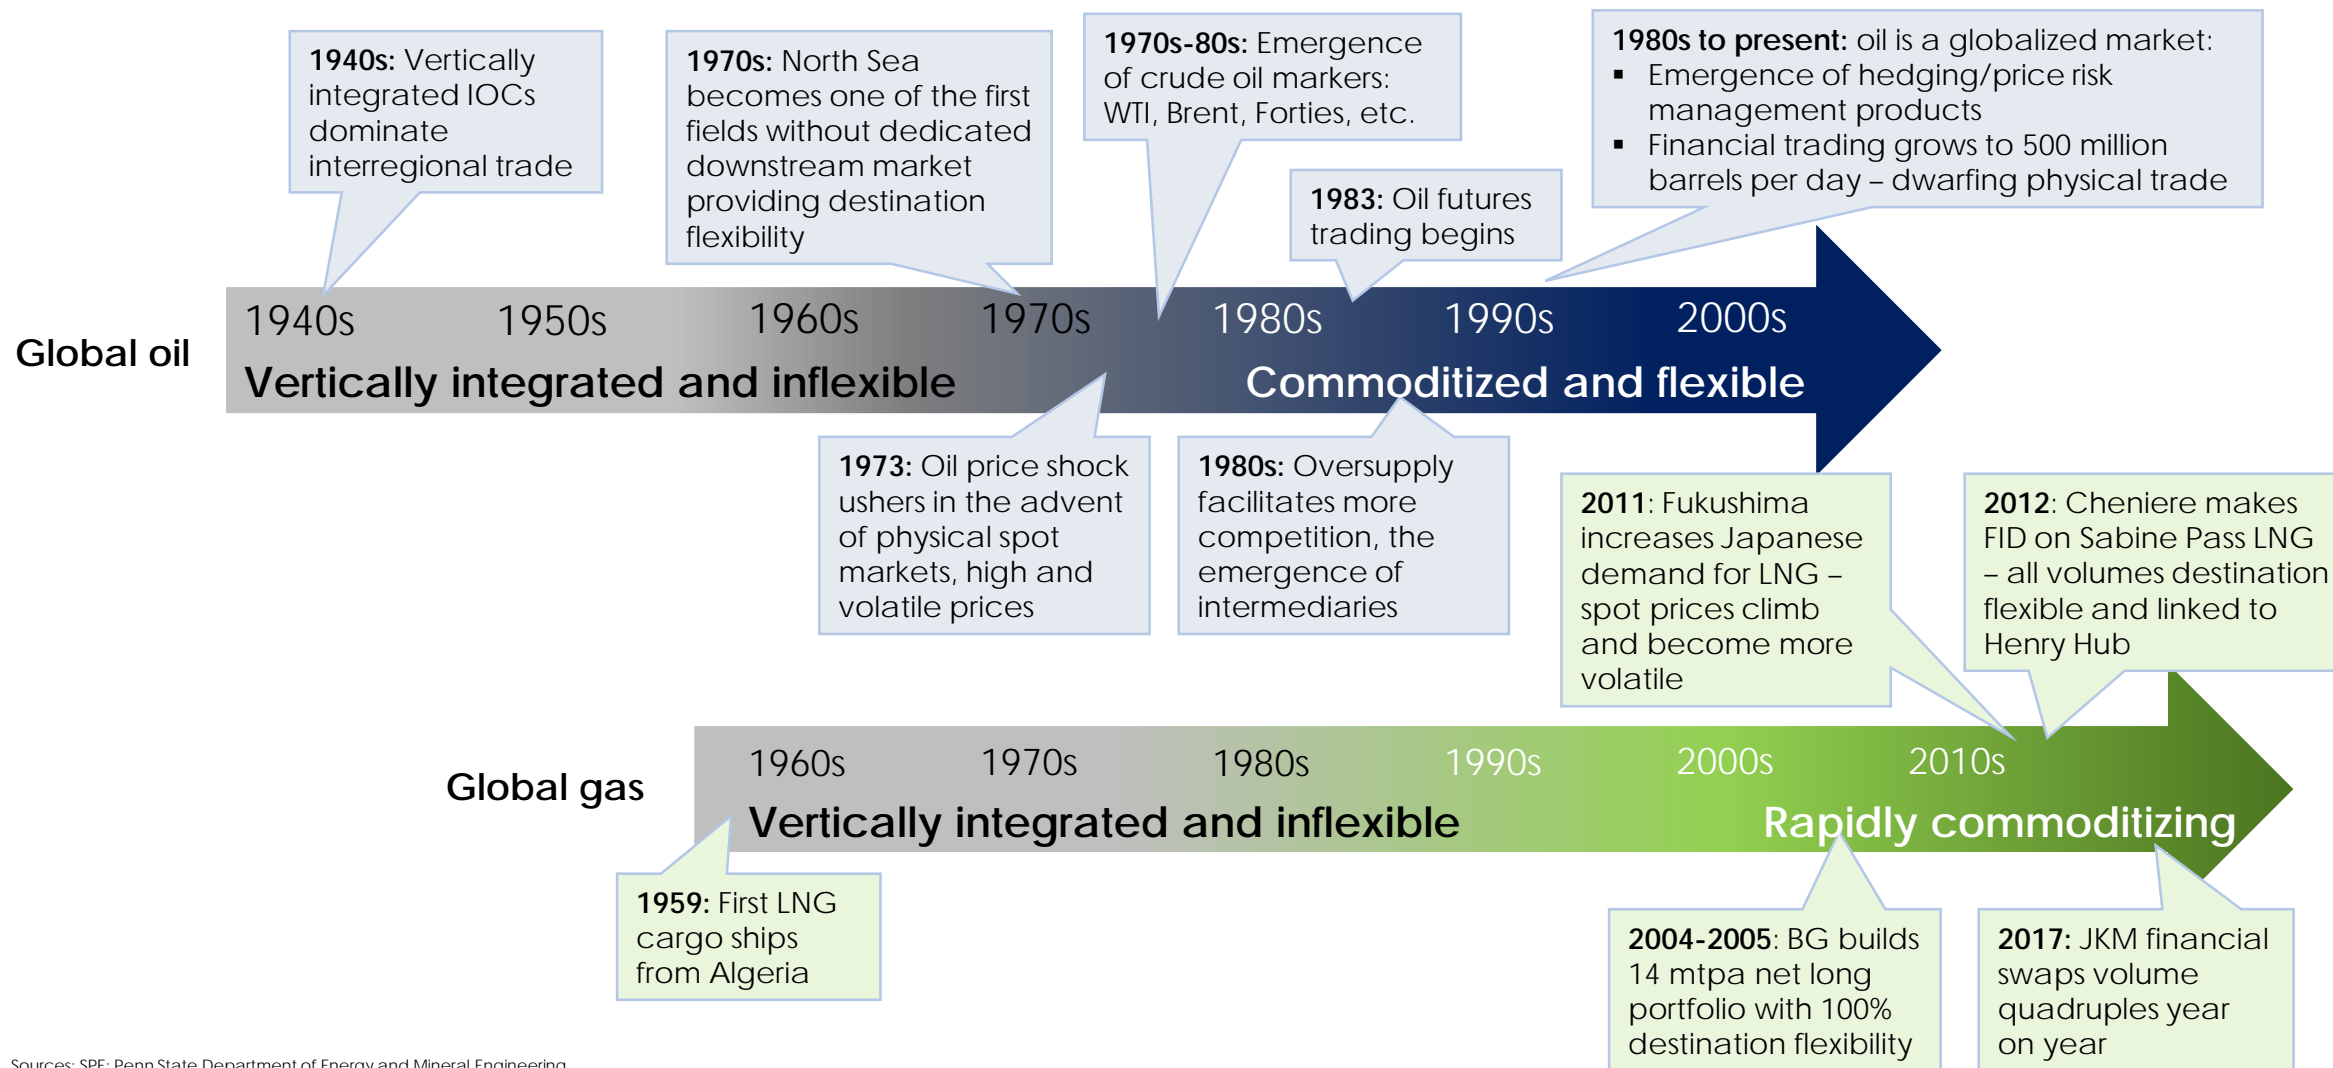 1940s: Vertically
integrated IOCs
dominate
interregional trade
1970s: North Sea
becomes one of the first
fields without dedicated
downstream market
providing destination
flexibility
1970s-80s: Emergence
of crude oil markers:
WTI, Brent, Forties, etc.
1983: Oil futures
trading begins
1980s to present: oil is a globalized market:
▪ Emergence of hedging/price risk
management products
▪ Financial trading grows to 500 million
barrels per day – dwarfing physical trade
Global oil
1940s 1950s 1960s 1970s 1980s 1990s 2000s
Vertically integrated and inflexible Commoditized and flexible
1973: Oil price shock
ushers in the advent
of physical spot
markets, high and
volatile prices
1980s: Oversupply
facilitates more
competition, the
emergence of
intermediaries
2011: Fukushima
increases Japanese
demand for LNG –
spot prices climb
and become more
volatile
2012: Cheniere makes
FID on Sabine Pass LNG
– all volumes destination
flexible and linked to
Henry Hub
Global gas
1960s 1970s 1980s 1990s 2000s 2010s
Vertically integrated and inflexible Rapidly commoditizing
1959: First LNG
cargo ships
from Algeria
2004-2005: BG builds
14 mtpa net long
portfolio with 100%
destination flexibility
2017: JKM financial
swaps volume
quadruples year
on year
Sources: SPE; Penn State Department of Energy and Mineral Engineering